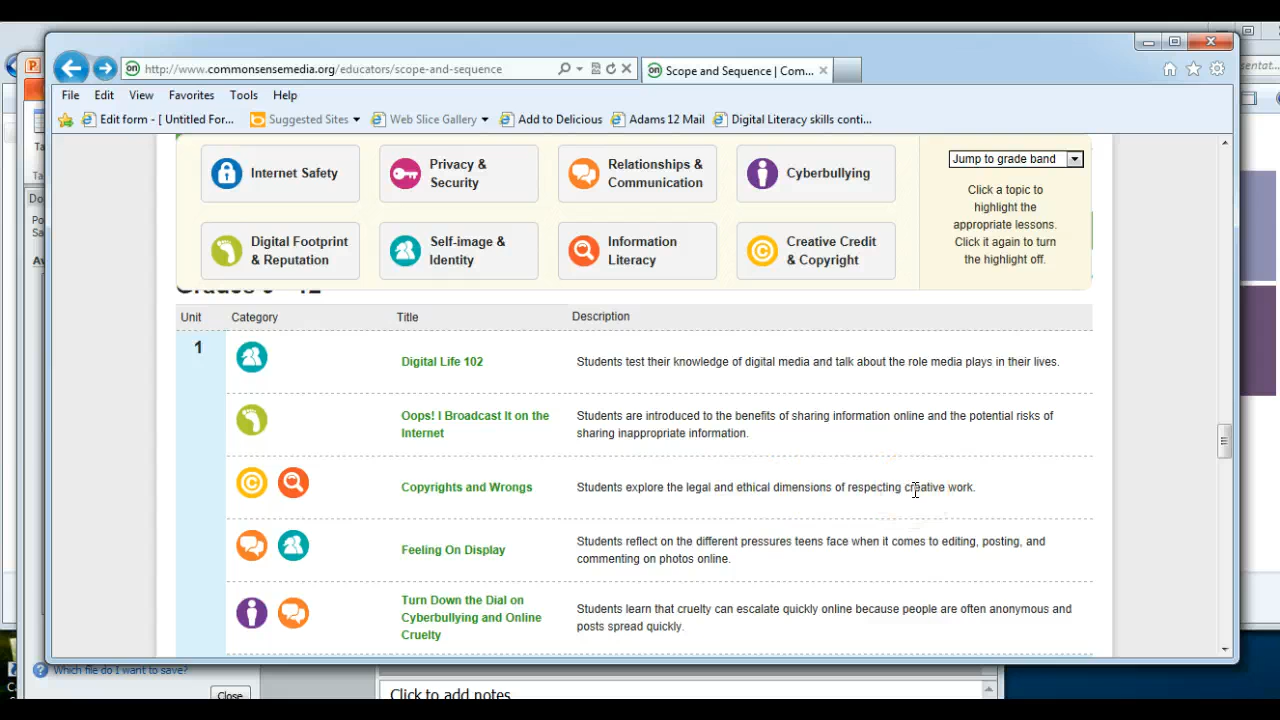 http://www.commonsensemedia.org/educators/scope-and-sequence
Scope and Sequence | Com...
File Edit View Favorites Tools Help
Edit form - [ Untitled For...
Suggested Sites
Web Slice Gallery
Add to Delicious
Adams 12 Mail
Digital Literacy skills conti...
Internet Safety
Privacy &
Security
Relationships &
Communication
Cyberbullying
Digital Footprint
& Reputation
Self-image &
Identity
Information
Literacy
Creative Credit
& Copyright
Jump to grade band
Click a topic to
highlight the
appropriate lessons.
Click it again to turn
the highlight off.
Unit Category Title Description
1
Digital Life 102
Students test their knowledge of digital media and talk about the role media plays in their lives.
Oops! I Broadcast It on the
Internet
Students are introduced to the benefits of sharing information online and the potential risks of
sharing inappropriate information.
Copyrights and Wrongs
Students explore the legal and ethical dimensions of respecting creative work.
Feeling On Display
Students reflect on the different pressures teens face when it comes to editing, posting, and
commenting on photos online.
Turn Down the Dial on
Cyberbullying and Online
Cruelty
Students learn that cruelty can escalate quickly online because people are often anonymous and
posts spread quickly.
Which file do I want to save?
Close
Click to add notes